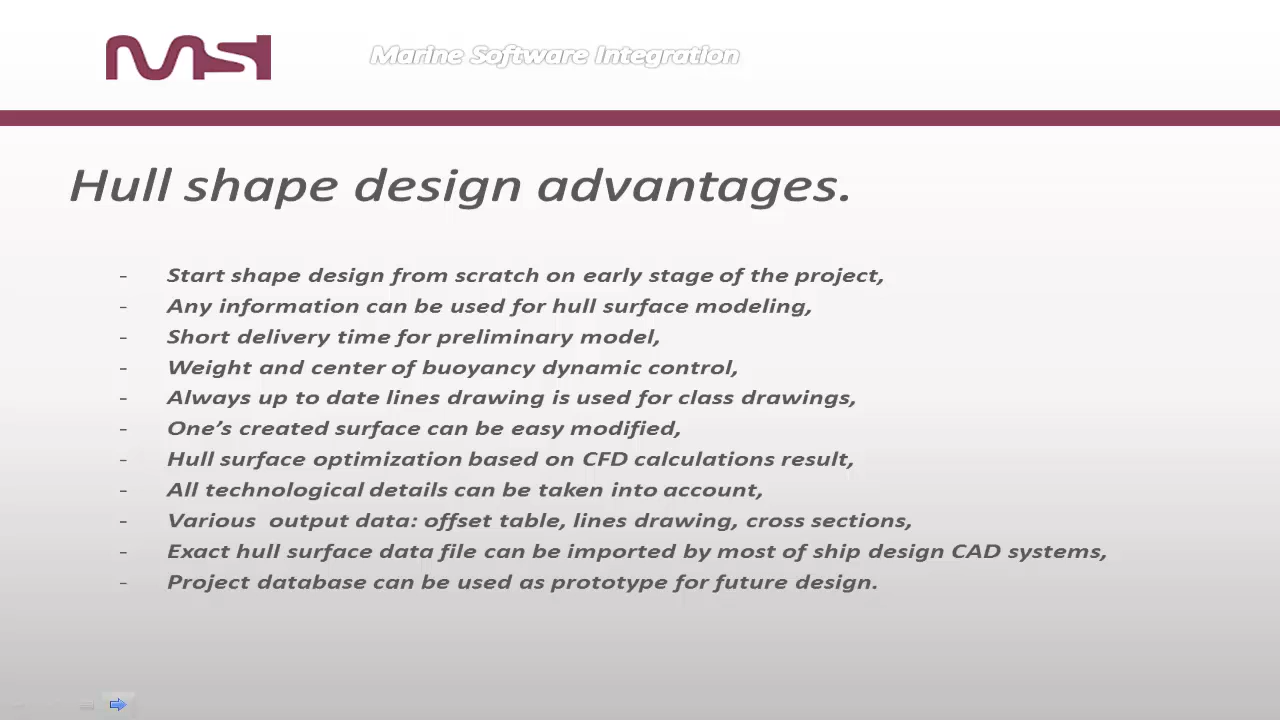 MSI
Marine Software Integration
Hull shape design advantages.
- Start shape design from scratch on early stage of the project,
- Any information can be used for hull surface modeling,
- Short delivery time for preliminary model,
- Weight and center of buoyancy dynamic control,
- Always up to date lines drawing is used for class drawings,
- One’s created surface can be easy modified,
- Hull surface optimization based on CFD calculations result,
- All technological details can be taken into account,
- Various  output data: offset table, lines drawing, cross sections,
- Exact hull surface data file can be imported by most of ship design CAD systems,
- Project database can be used as prototype for future design.